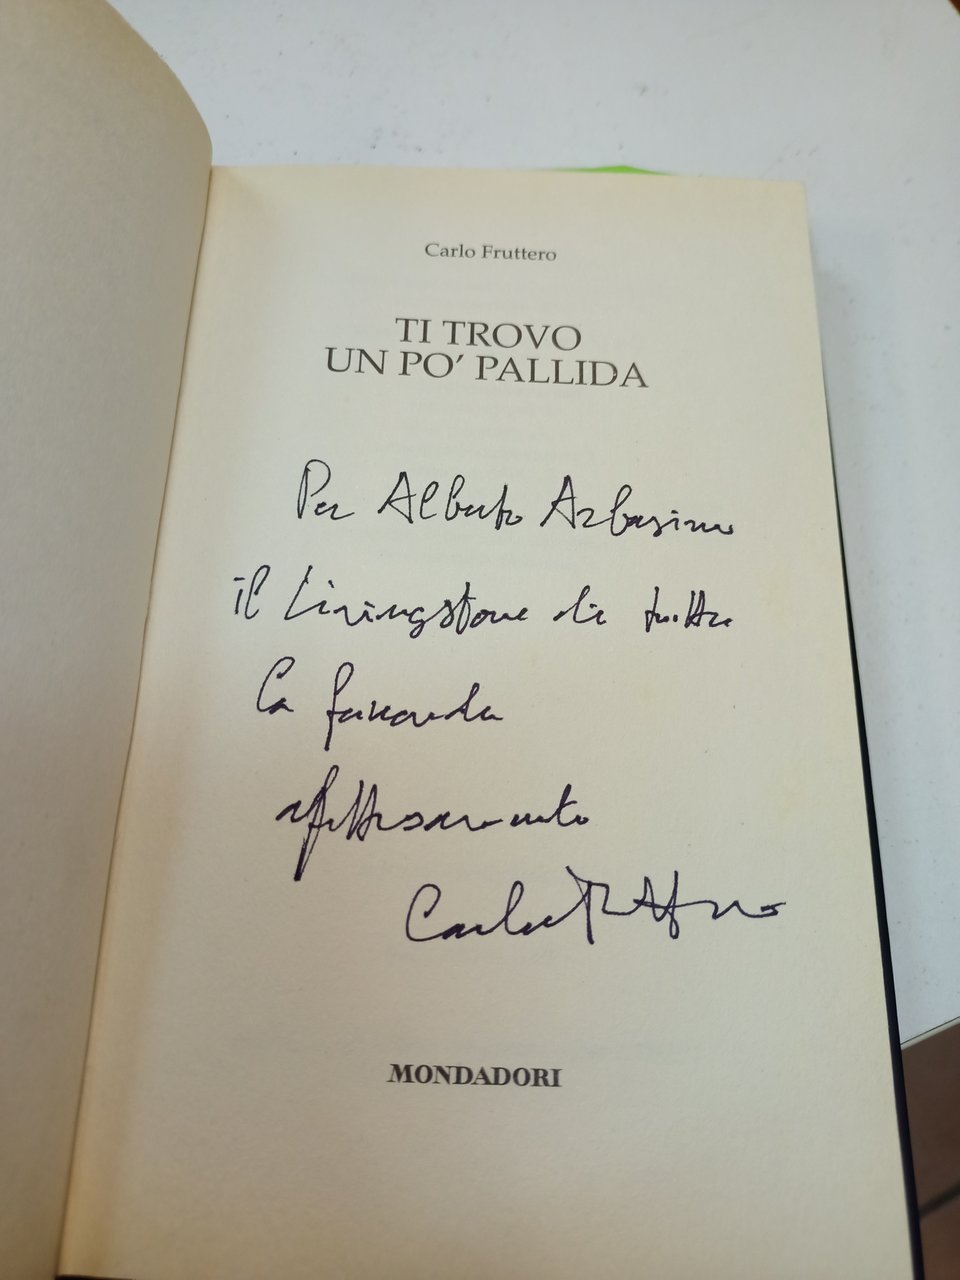 Carlo Fruttero
TI TROVO
UN PO' PALLIDA
Per Alberto Arbasino
il Livingstone di tutta
la faccenda
affettuosamente
Carlo Fruttero
MONDADORI